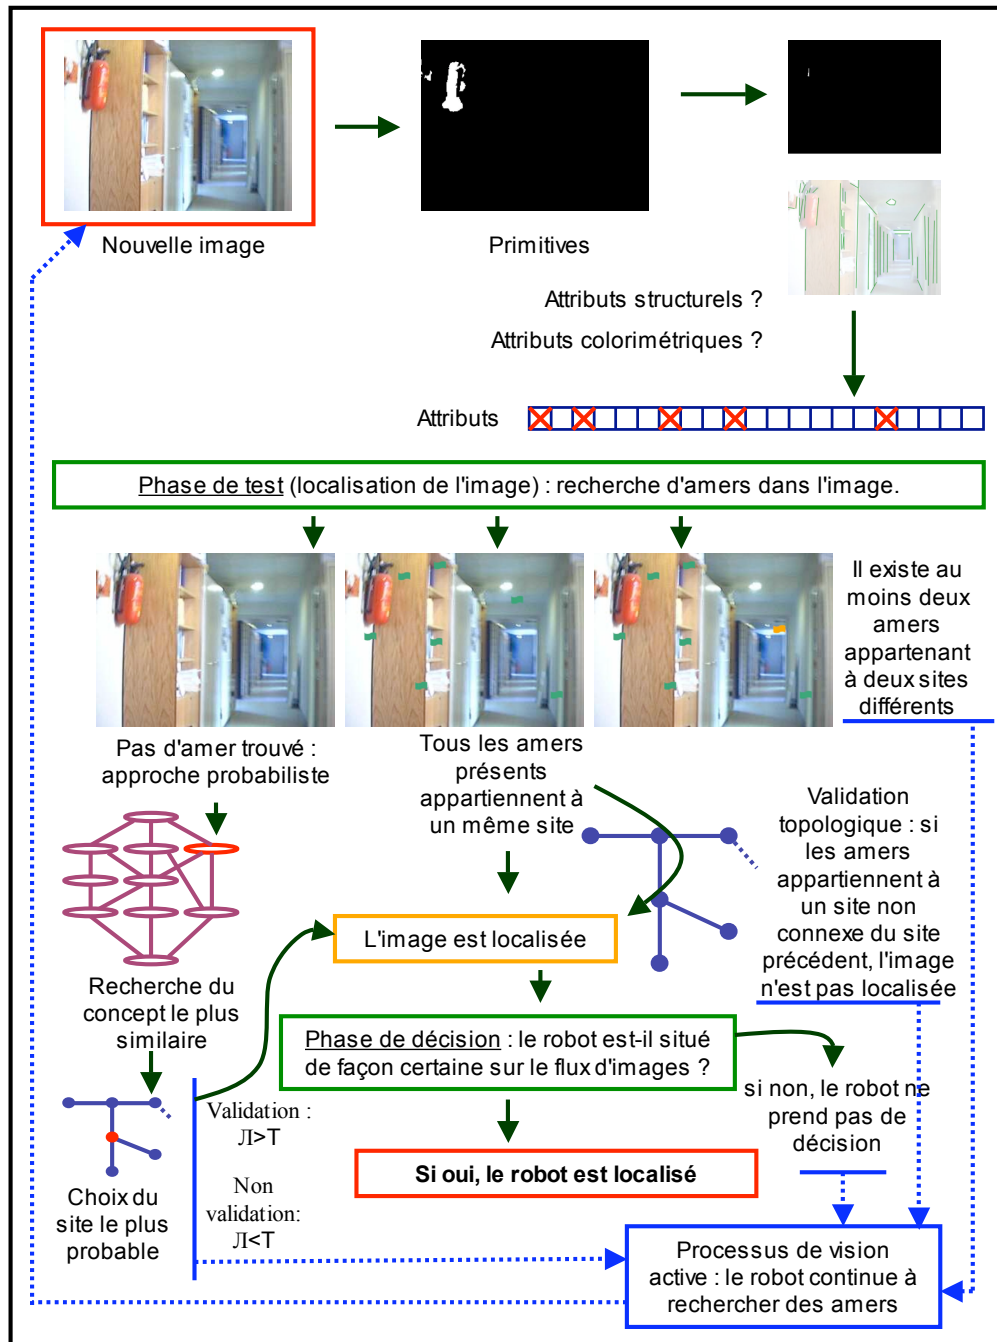 Nouvelle image
Primitives
Attributs structurels ?
Attributs colorimétriques ?
Attributs
Phase de test (localisation de l'image) : recherche d'amers dans l'image.
Il existe au
moins deux
amers
appartenant
à deux sites
différents
Pas d'amer trouvé :
approche probabiliste
Tous les amers
présents
appartiennent à
un même site
Validation
topologique : si
les amers
appartiennent à
un site non
connexe du site
précédent, l'image
n'est pas localisée
L'image est localisée
Recherche du
concept le plus
similaire
Phase de décision : le robot est-il situé
de façon certaine sur le flux d'images ?
si non, le robot ne
prend pas de
décision
Validation :
Л>T
Si oui, le robot est localisé
Non
validation:
Л<T
Choix du
site le plus
probable
Processus de vision
active : le robot continue à
rechercher des amers